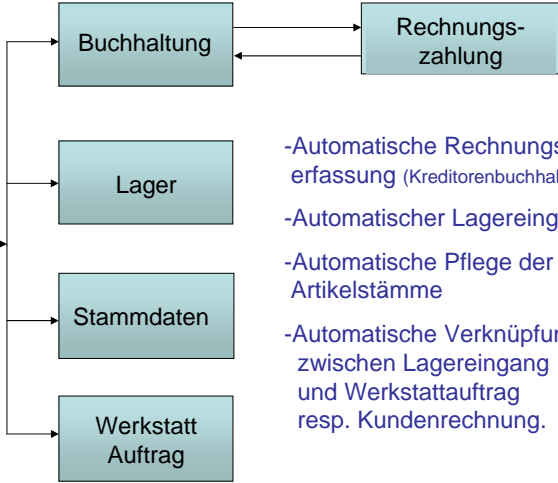 Buchhaltung
Rechnungs-
zahlung
Lager
Stammdaten
Werkstatt
Auftrag
-Automatische Rechnungs
erfassung (Kreditorenbuchhal
-Automatischer Lagereing
-Automatische Pflege der
Artikelstämme
-Automatische Verknüpfun
zwischen Lagereingang
und Werkstattauftrag
resp. Kundenrechnung.